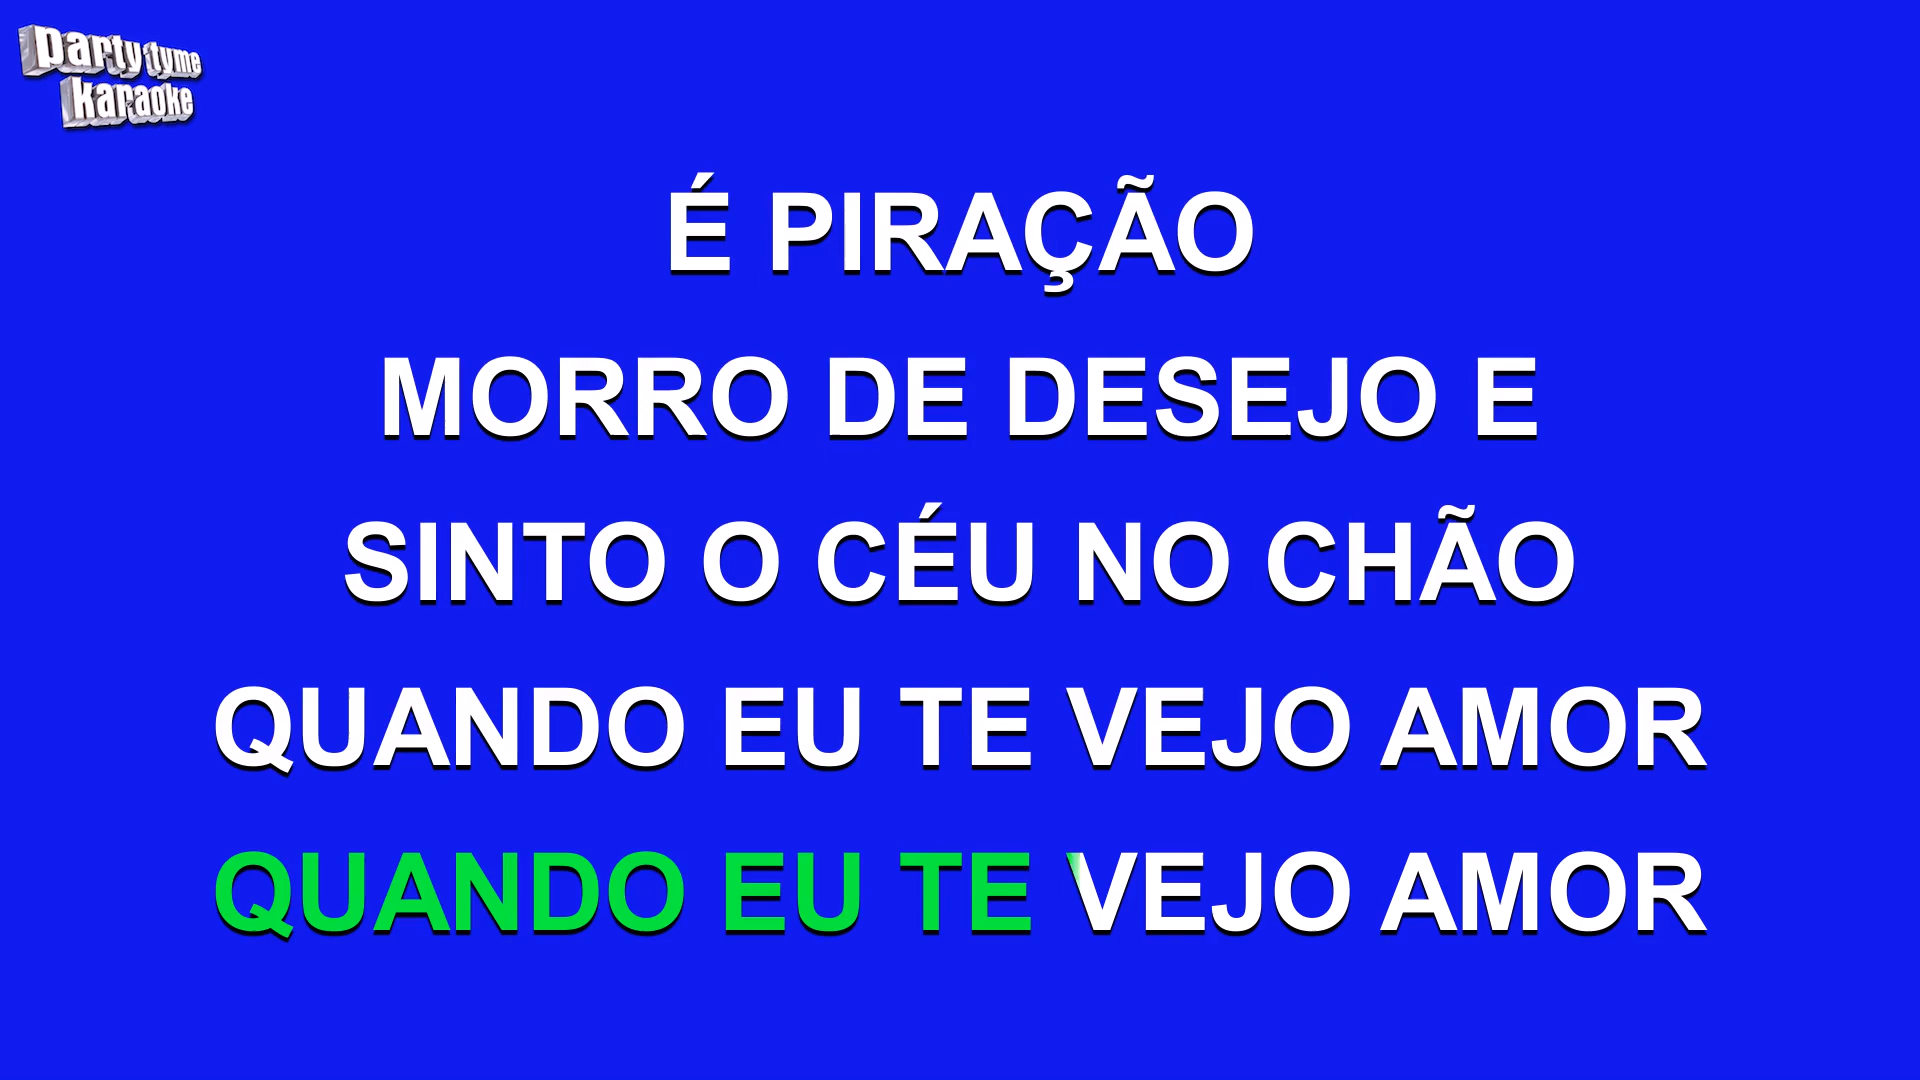 party tyme
karaoke
É PIRAÇÃO
MORRO DE DESEJO E
SINTO O CÉU NO CHÃO
QUANDO EU TE VEJO AMOR
QUANDO EU TE VEJO AMOR